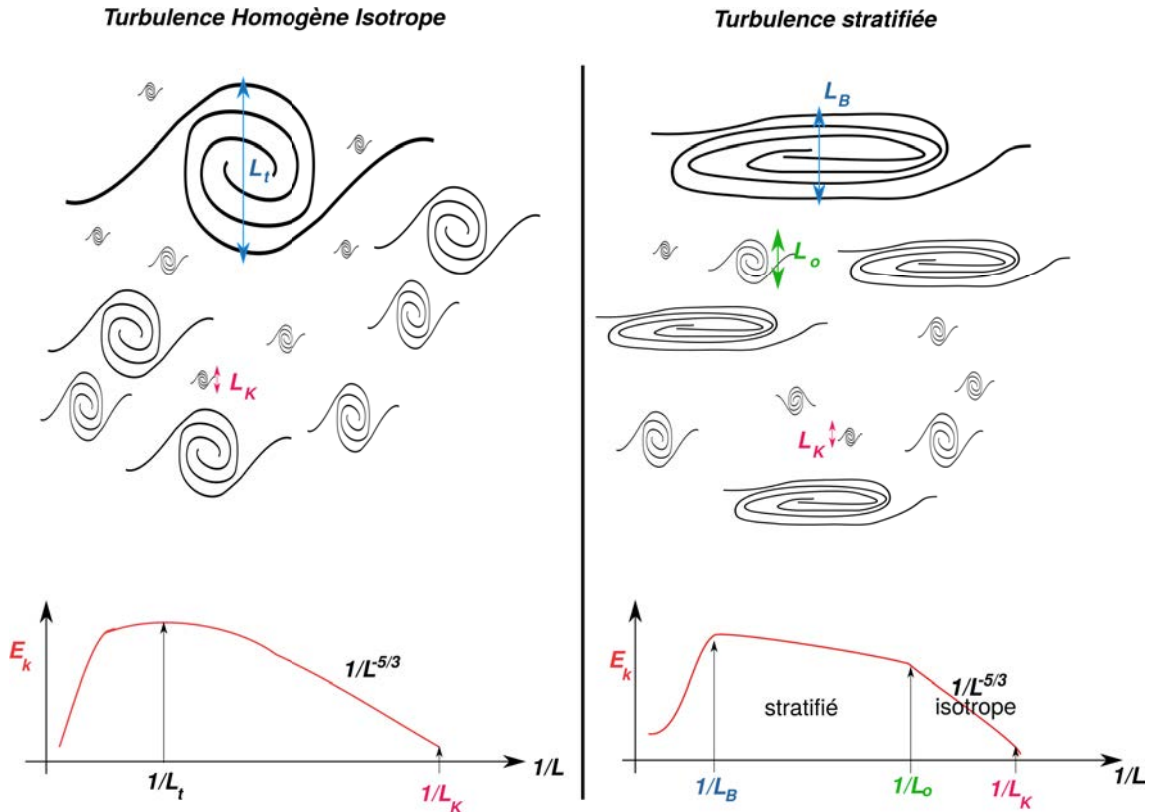 Turbulence Homogène Isotrope
L_t
L_K
E_k
1/L^-5/3
1/L
1/L_t
1/L_K
Turbulence stratifiée
L_B
L_o
L_K
E_k
1/L^-5/3
stratifié
isotrope
1/L
1/L_B
1/L_o
1/L_K